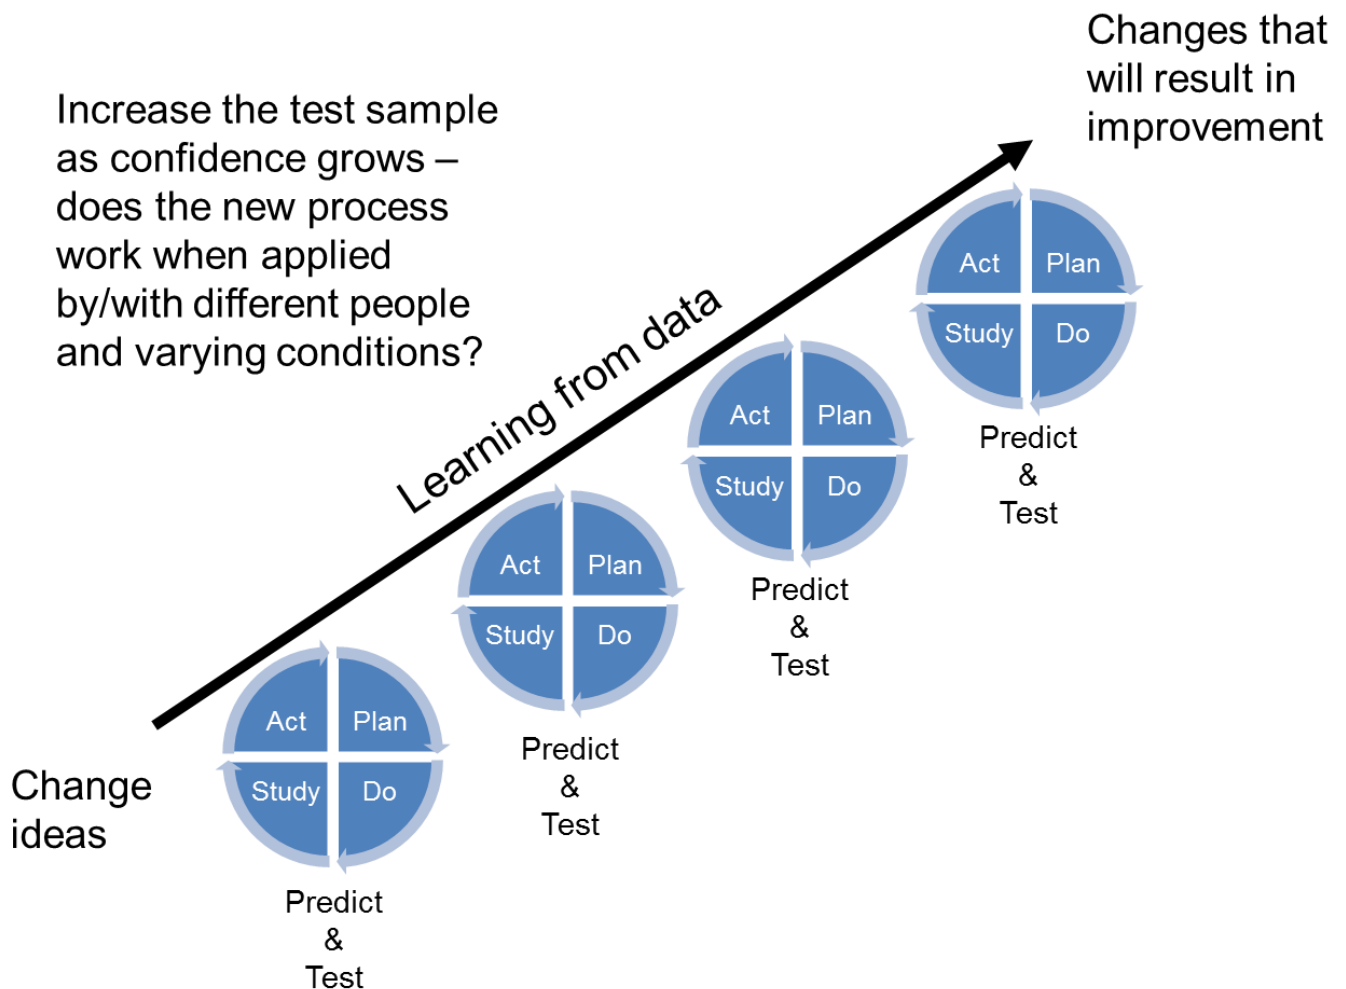 Changes that
will result in
improvement
Increase the test sample
as confidence grows –
does the new process
work when applied
by/with different people
and varying conditions?
Learning from data
Act Plan
Study Do
Predict
&
Test
Act Plan
Study Do
Predict
&
Test
Act Plan
Study Do
Predict
&
Test
Act Plan
Study Do
Predict
&
Test
Change
ideas